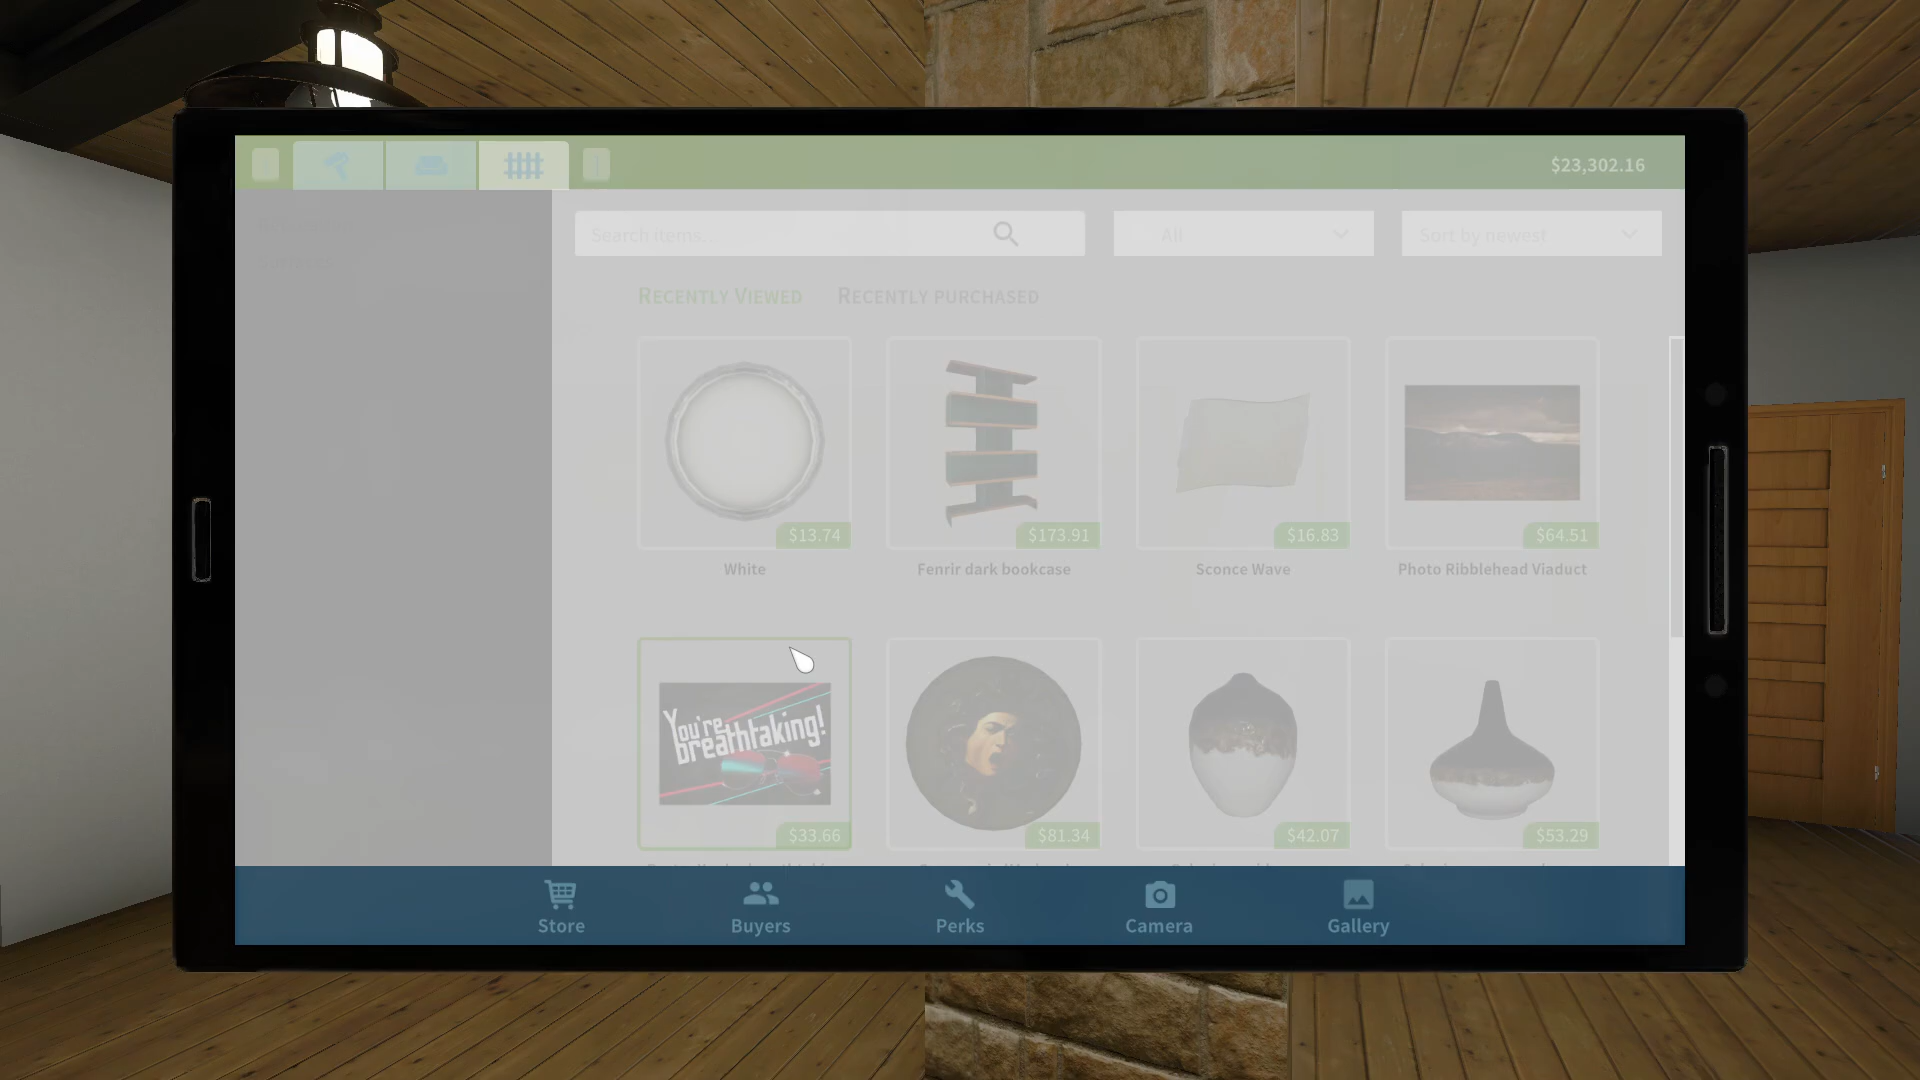 $23,302.16
Search items...
All
Sort by newest
RECENTLY VIEWED
RECENTLY PURCHASED
$13.74
$173.91
$16.83
$64.51
White
Fenrir dark bookcase
Sconce Wave
Photo Ribblehead Viaduct
You're
breathtaking!
$33.66
$81.34
$42.07
$53.29
Store
Buyers
Perks
Camera
Gallery